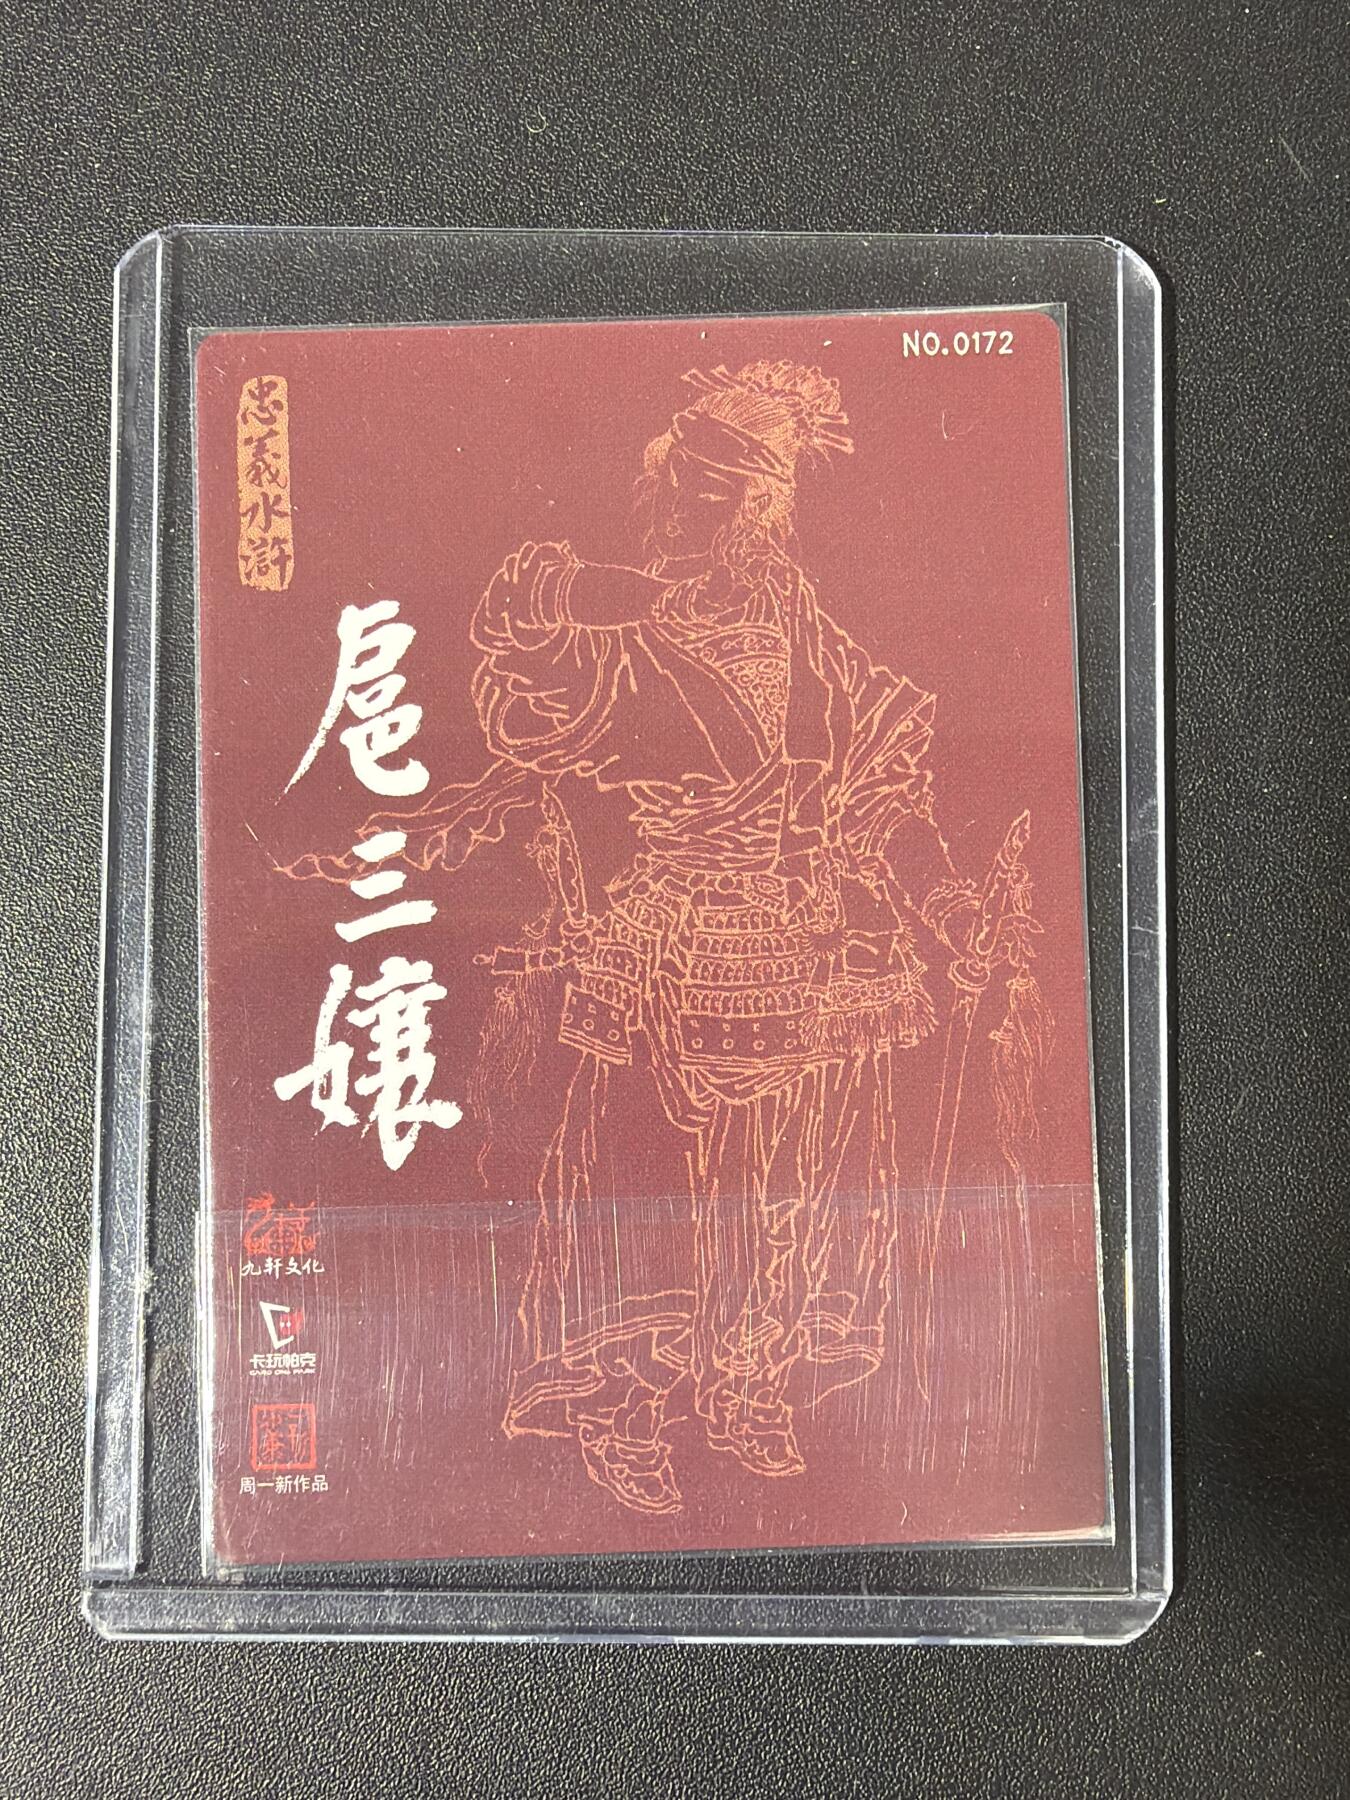 NO.0172
忠義水滸
扈三孃
九轩文化
卡玩帕克
周一新作品